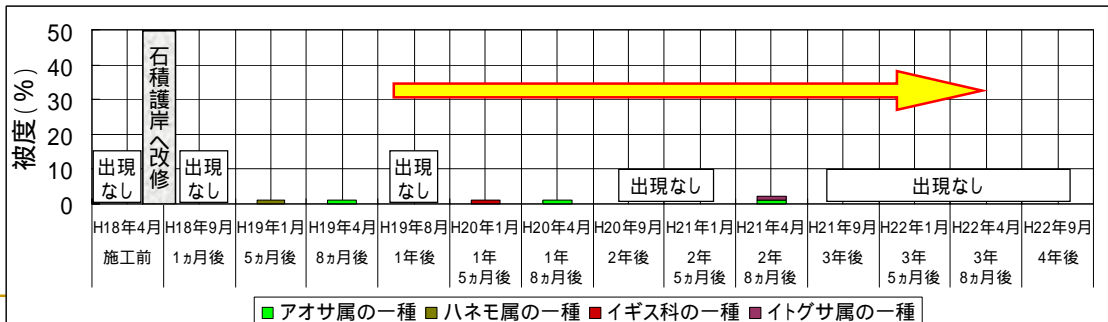 被度(%)
50
40
30
20
10
0
石積護岸へ改修
出現
なし
出現
なし
出現
なし
出現なし
出現なし
H18年4月 H18年9月 H19年1月 H19年4月 H19年8月 H20年1月 H20年4月 H20年9月 H21年1月 H21年4月 H21年9月 H22年1月 H22年4月 H22年9月
施工前 1ヵ月後 5ヵ月後 8ヵ月後 1年後 1年 1年 2年後 2年 2年 3年後 3年 3年 4年後
5ヵ月後 8ヵ月後 5ヵ月後 8ヵ月後 5ヵ月後 8ヵ月後
アオサ属の一種 ハネモ属の一種 イギス科の一種 イトグサ属の一種